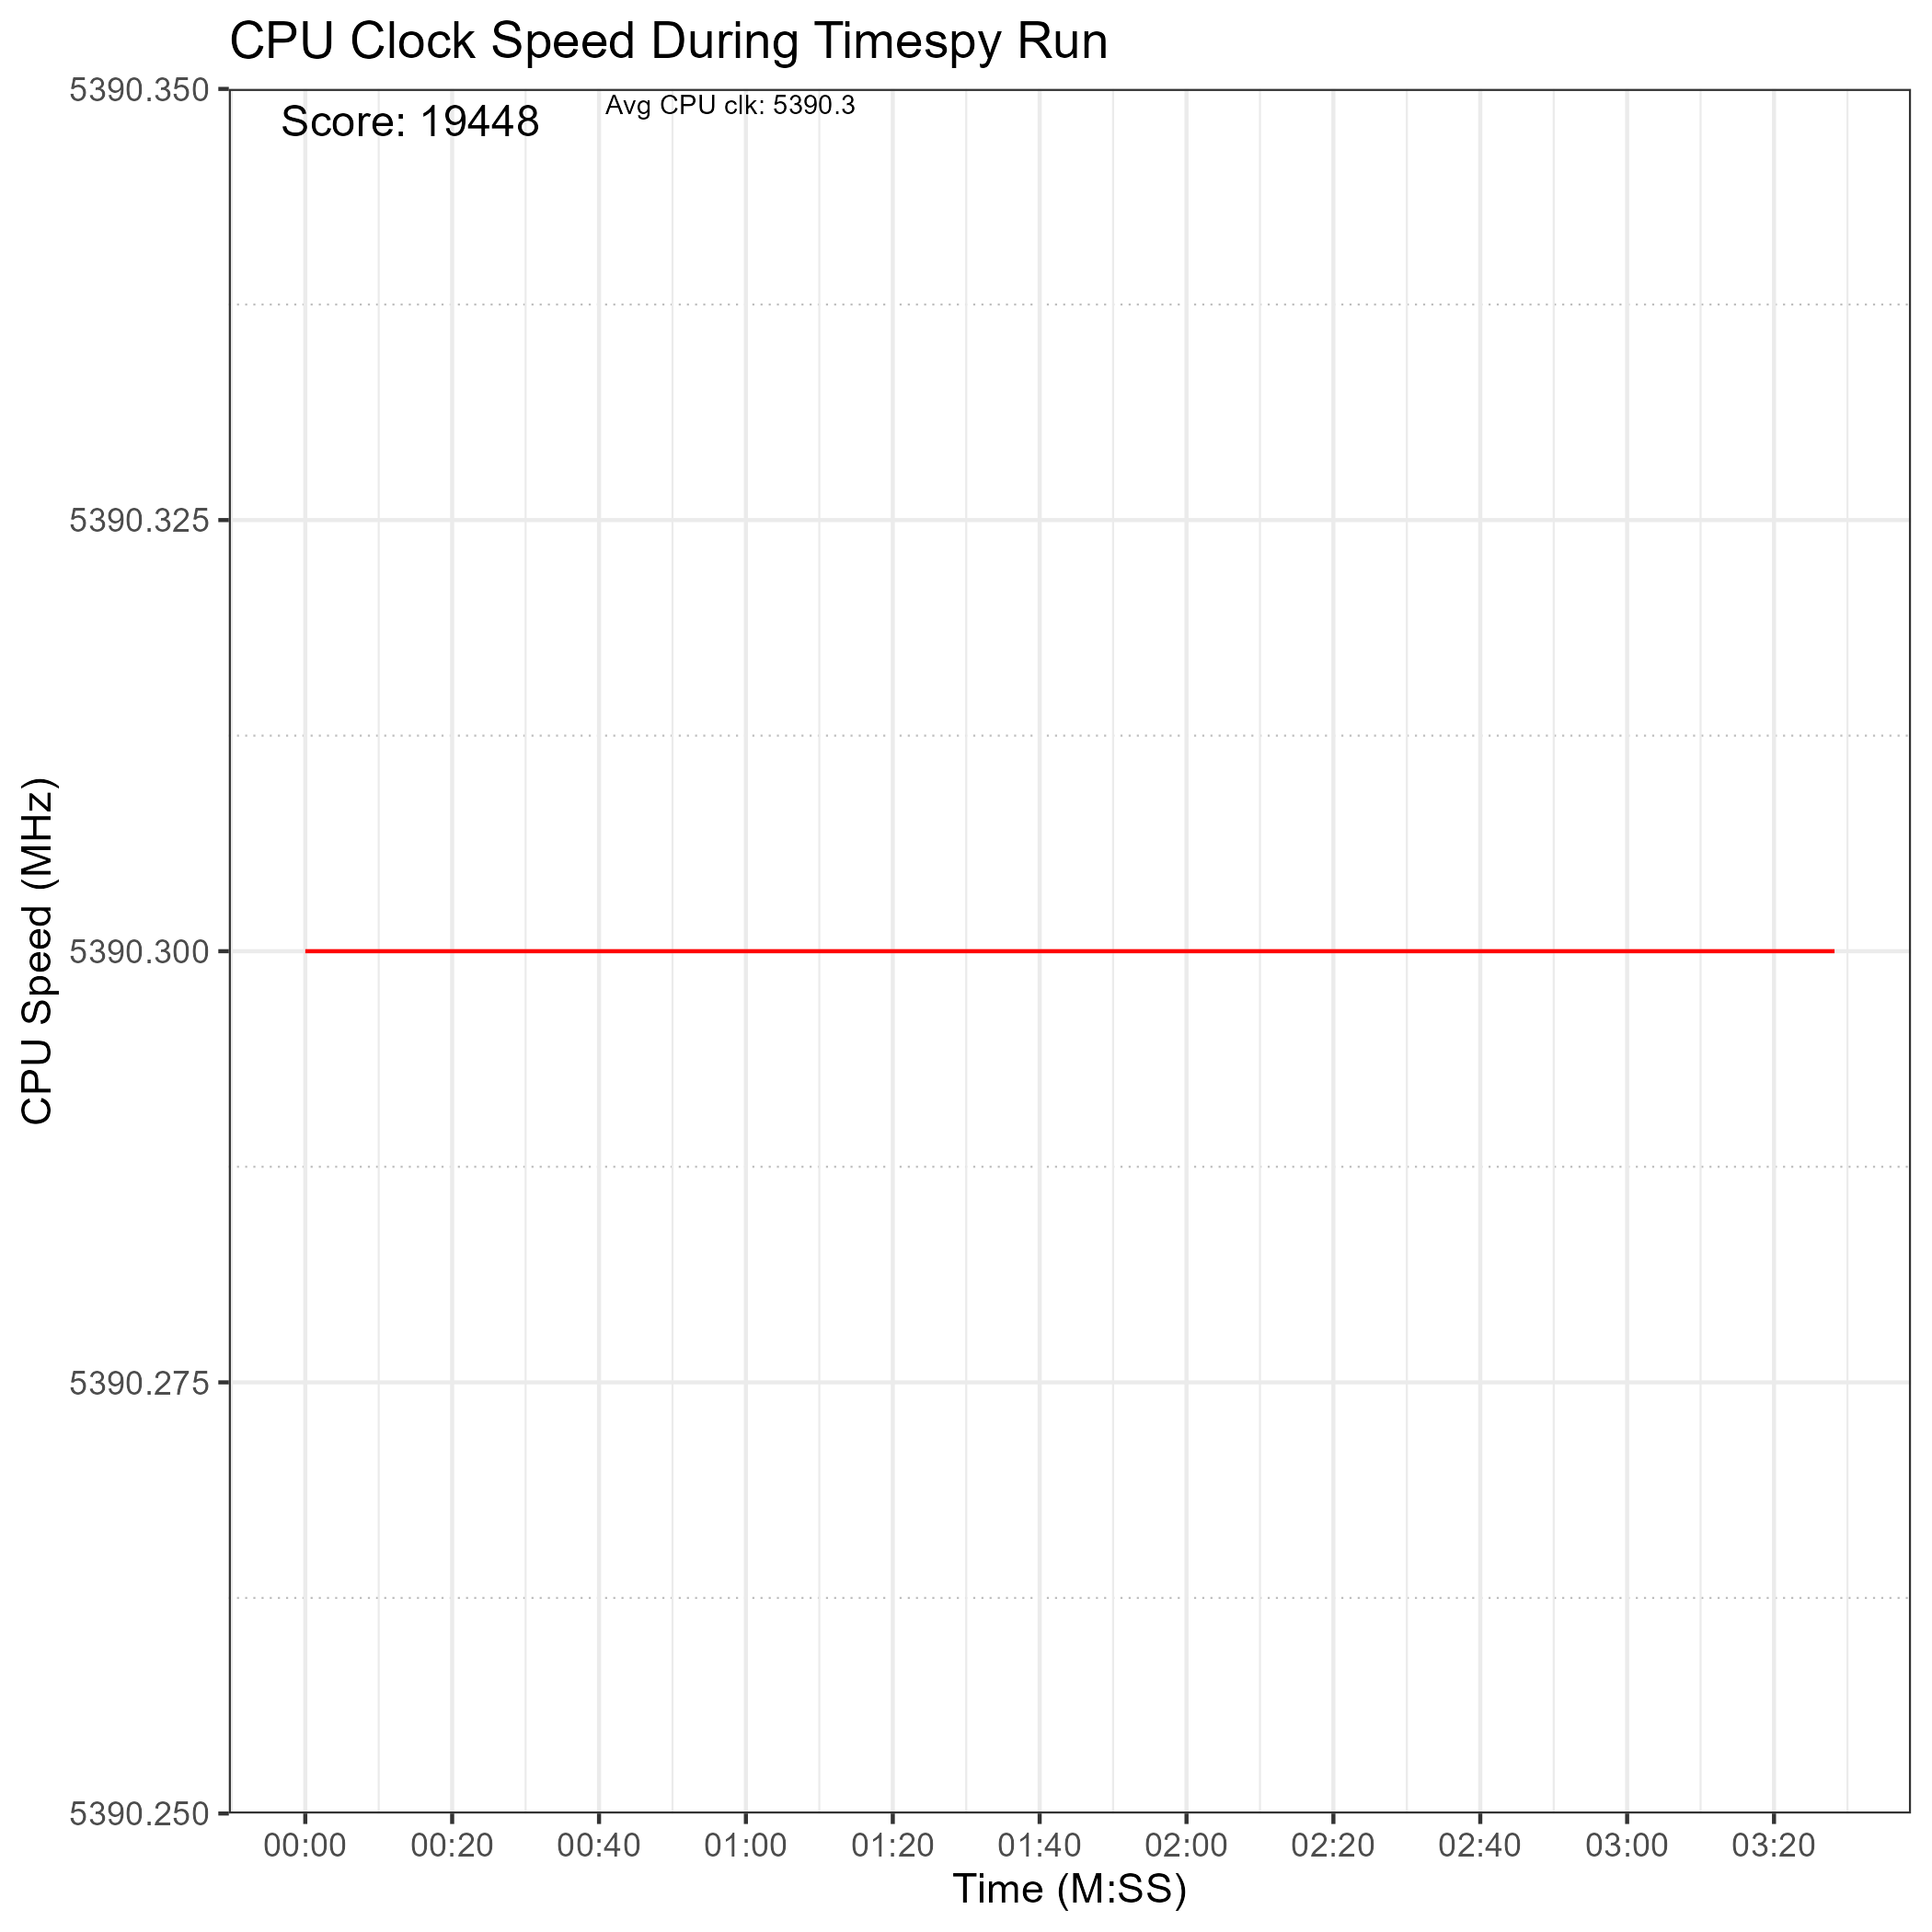 CPU Clock Speed During Timespy Run
Score: 19448
Avg CPU clk: 5390.3
CPU Speed (MHz)
5390.350
5390.325
5390.300
5390.275
5390.250
00:00 00:20 00:40 01:00 01:20 01:40 02:00 02:20 02:40 03:00 03:20
Time (M:SS)